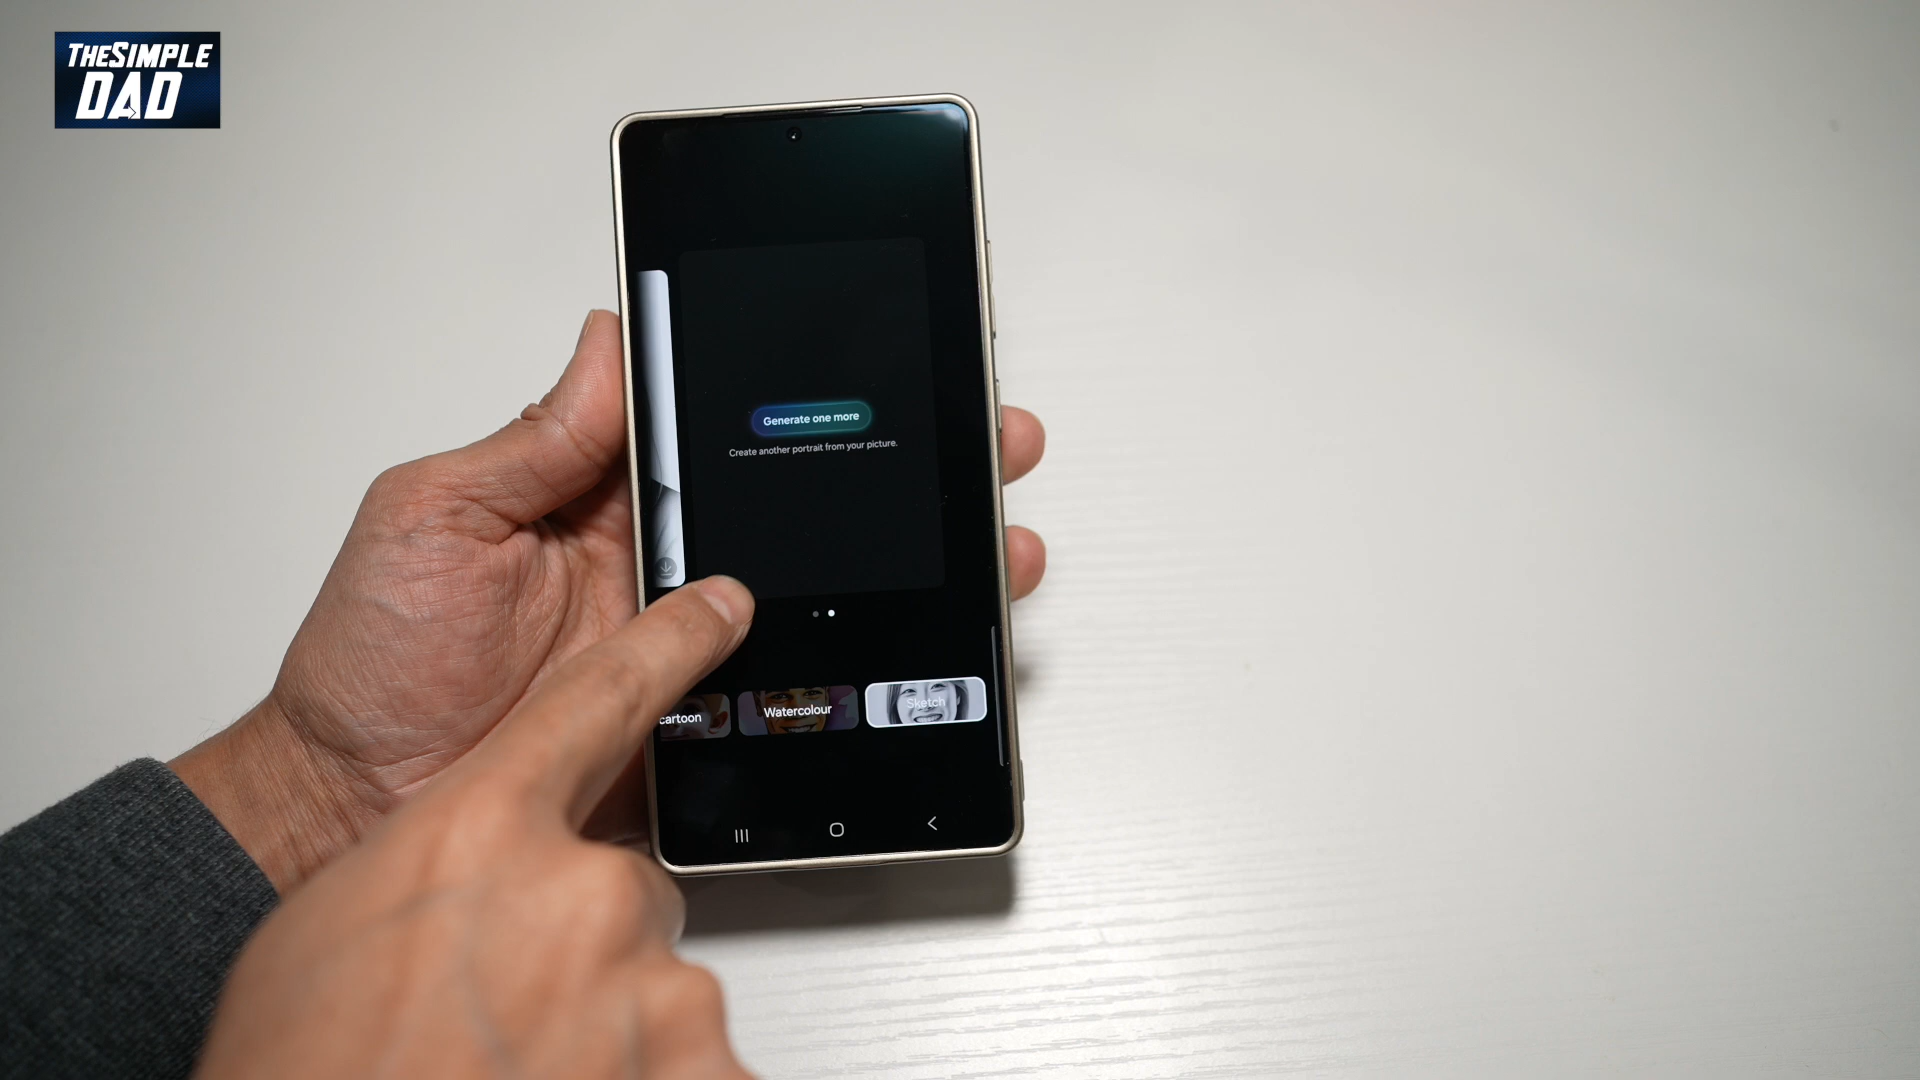 THESIMPLE
DAD
Generate one more
Create another portrait from your picture.
cartoon
Watercolour
Sketch